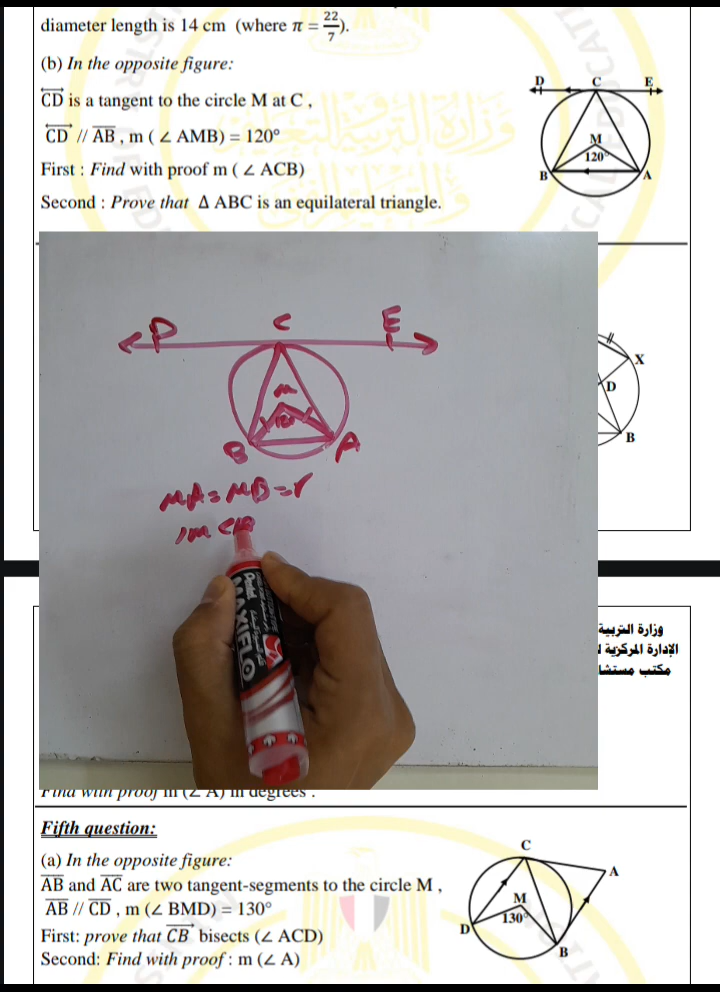 diameter length is 14 cm (where π = 22/7).
(b) In the opposite figure:
CD is a tangent to the circle M at C ,
CD // AB , m ( ∠ AMB) = 120°
First : Find with proof m ( ∠ ACB)
Second : Prove that Δ ABC is an equilateral triangle.
D C E
M
120°
B A
D C E
M
120
B A
MA = MB = r
X
D
B
وزارة التربية
الإدارة المركزية
Find with proof m (∠ A) in degrees .
Fifth question:
(a) In the opposite figure:
AB and AC are two tangent-segments to the circle M ,
AB // CD , m (∠ BMD) = 130°
First: prove that CB bisects (∠ ACD)
Second: Find with proof : m (∠ A)
C
A
M
130°
D
B
MAXIFLO